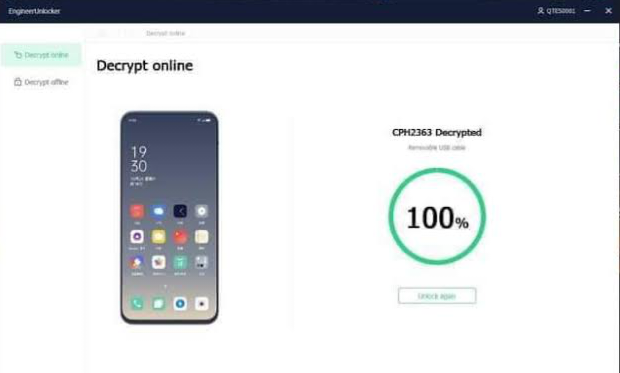 EngineerUnlocker
QTES0001
Decrypt online
Decrypt online
Decrypt offline
Decrypt online
19
30
CPH2363 Decrypted
Removable USB cable
100%
Unlock again